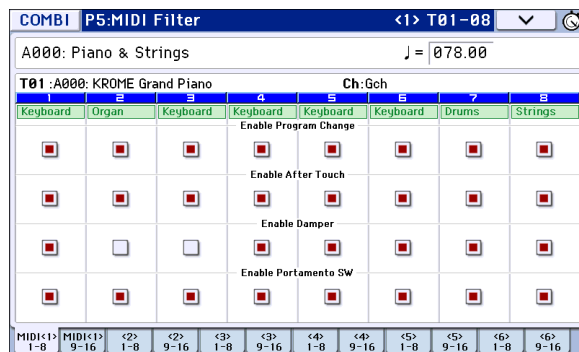 COMBI P5:MIDI Filter <1> T01-08
A000: Piano & Strings ♩= 078.00
T01 :A000: KROME Grand Piano Ch:Gch
1 2 3 4 5 6 7 8
Keyboard Organ Keyboard Keyboard Keyboard Keyboard Drums Strings
Enable Program Change
Enable After Touch
Enable Damper
Enable Portamento SW
MIDI<1> MIDI<1> <2> <2> <3> <3> <4> <4> <5> <5> <6> <6>
1-8 9-16 1-8 9-16 1-8 9-16 1-8 9-16 1-8 9-16 1-8 9-16